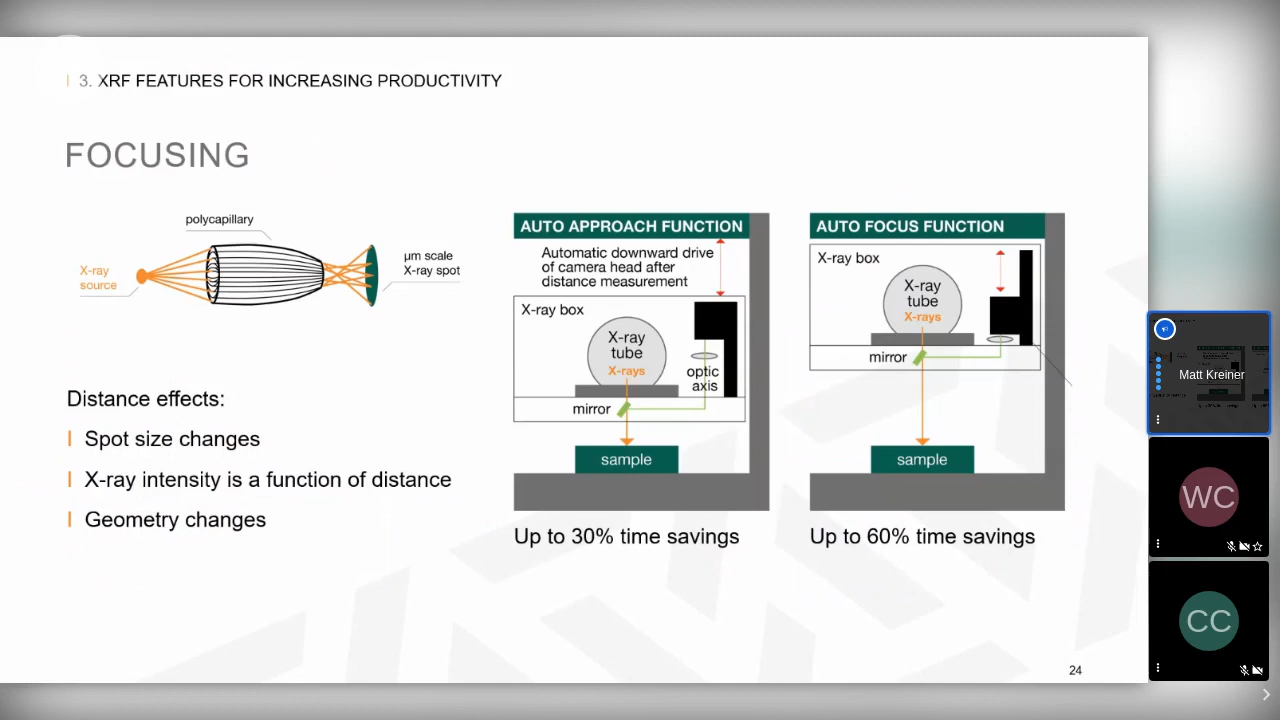 3. XRF FEATURES FOR INCREASING PRODUCTIVITY
FOCUSING
polycapillary
X-ray
source
µm scale
X-ray spot
Distance effects:
Spot size changes
X-ray intensity is a function of distance
Geometry changes
AUTO APPROACH FUNCTION
Automatic downward drive
of camera head after
distance measurement
X-ray box
X-ray
tube
X-rays
optic
axis
mirror
sample
Up to 30% time savings
AUTO FOCUS FUNCTION
X-ray box
X-ray
tube
X-rays
mirror
sample
Up to 60% time savings
24
Matt Kreiner
WC
CC